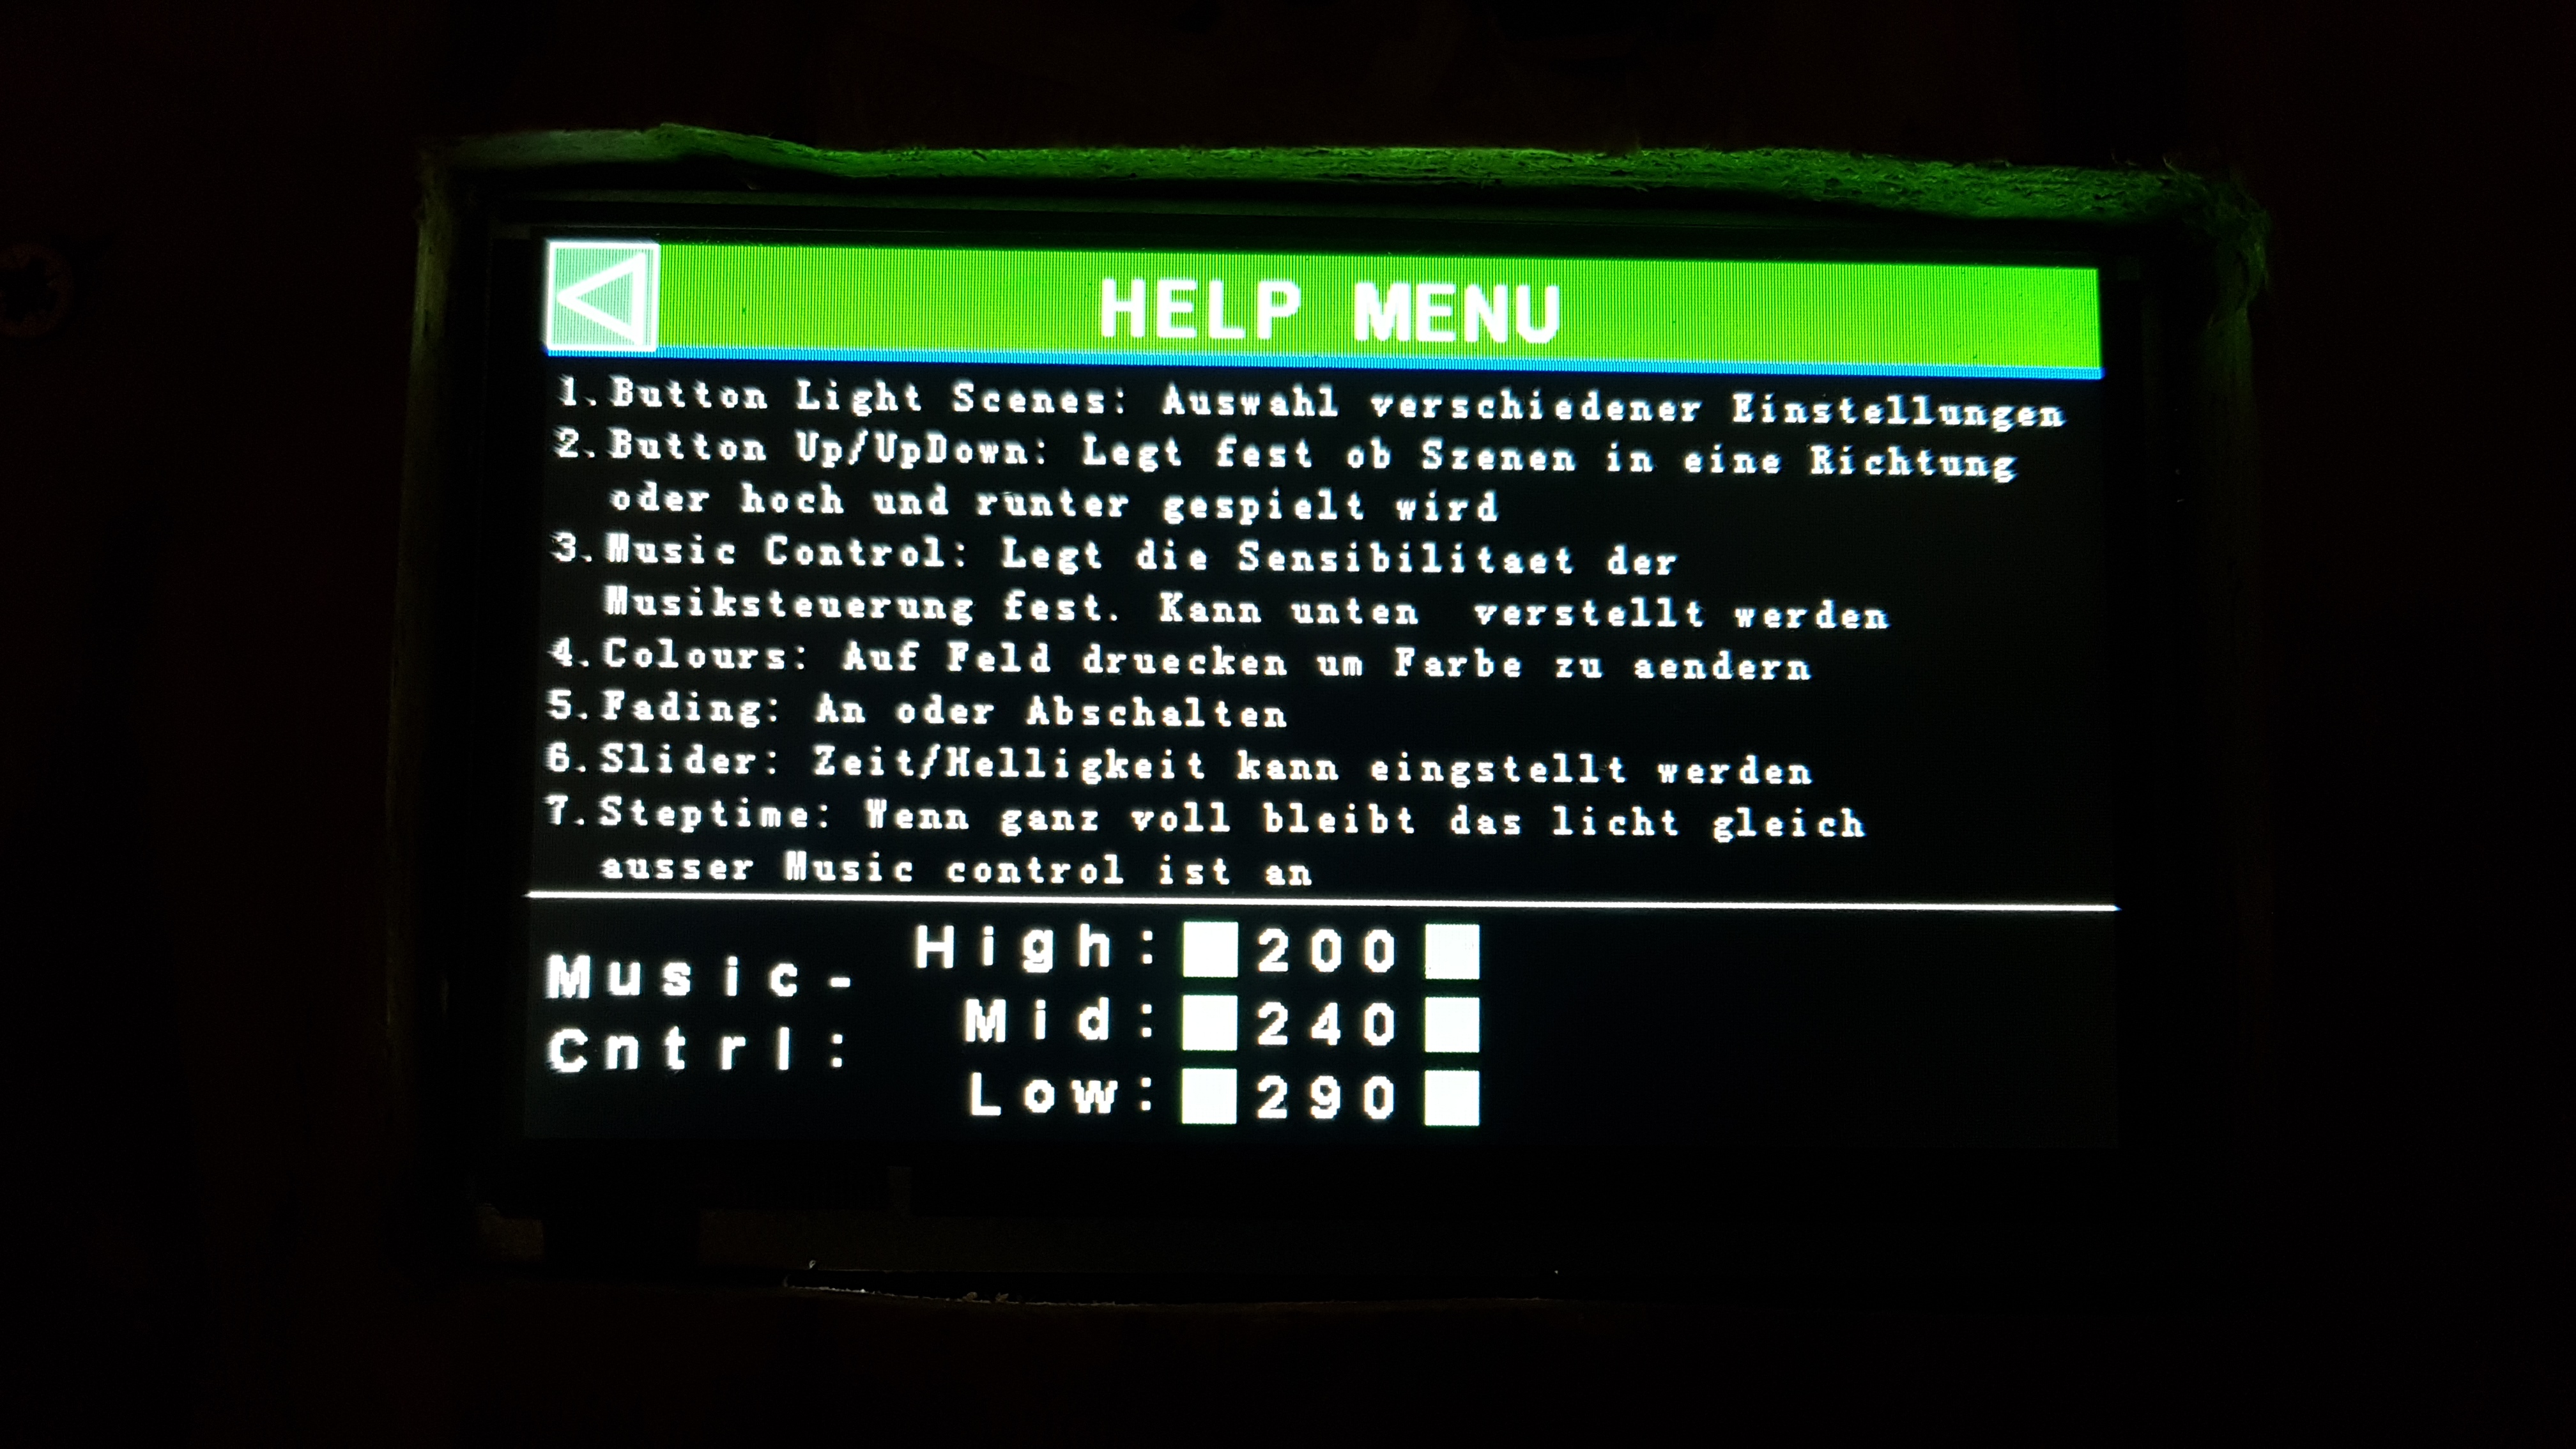 HELP MENU
1.Button Light Scenes: Auswahl verschiedener Einstellungen
2.Button Up/UpDown: Legt fest ob Szenen in eine Richtung
oder hoch und runter gespielt wird
3.Music Control: Legt die Sensibilitaet der
Musiksteuerung fest. Kann unten verstellt werden
4.Colours: Auf Feld druecken um Farbe zu aendern
5.Fading: An oder Abschalten
6.Slider: Zeit/Helligkeit kann eingstellt werden
7.Steptime: Wenn ganz voll bleibt das licht gleich
ausser Music control ist an
Music-
Cntrl:
High: 200
Mid: 240
Low: 290